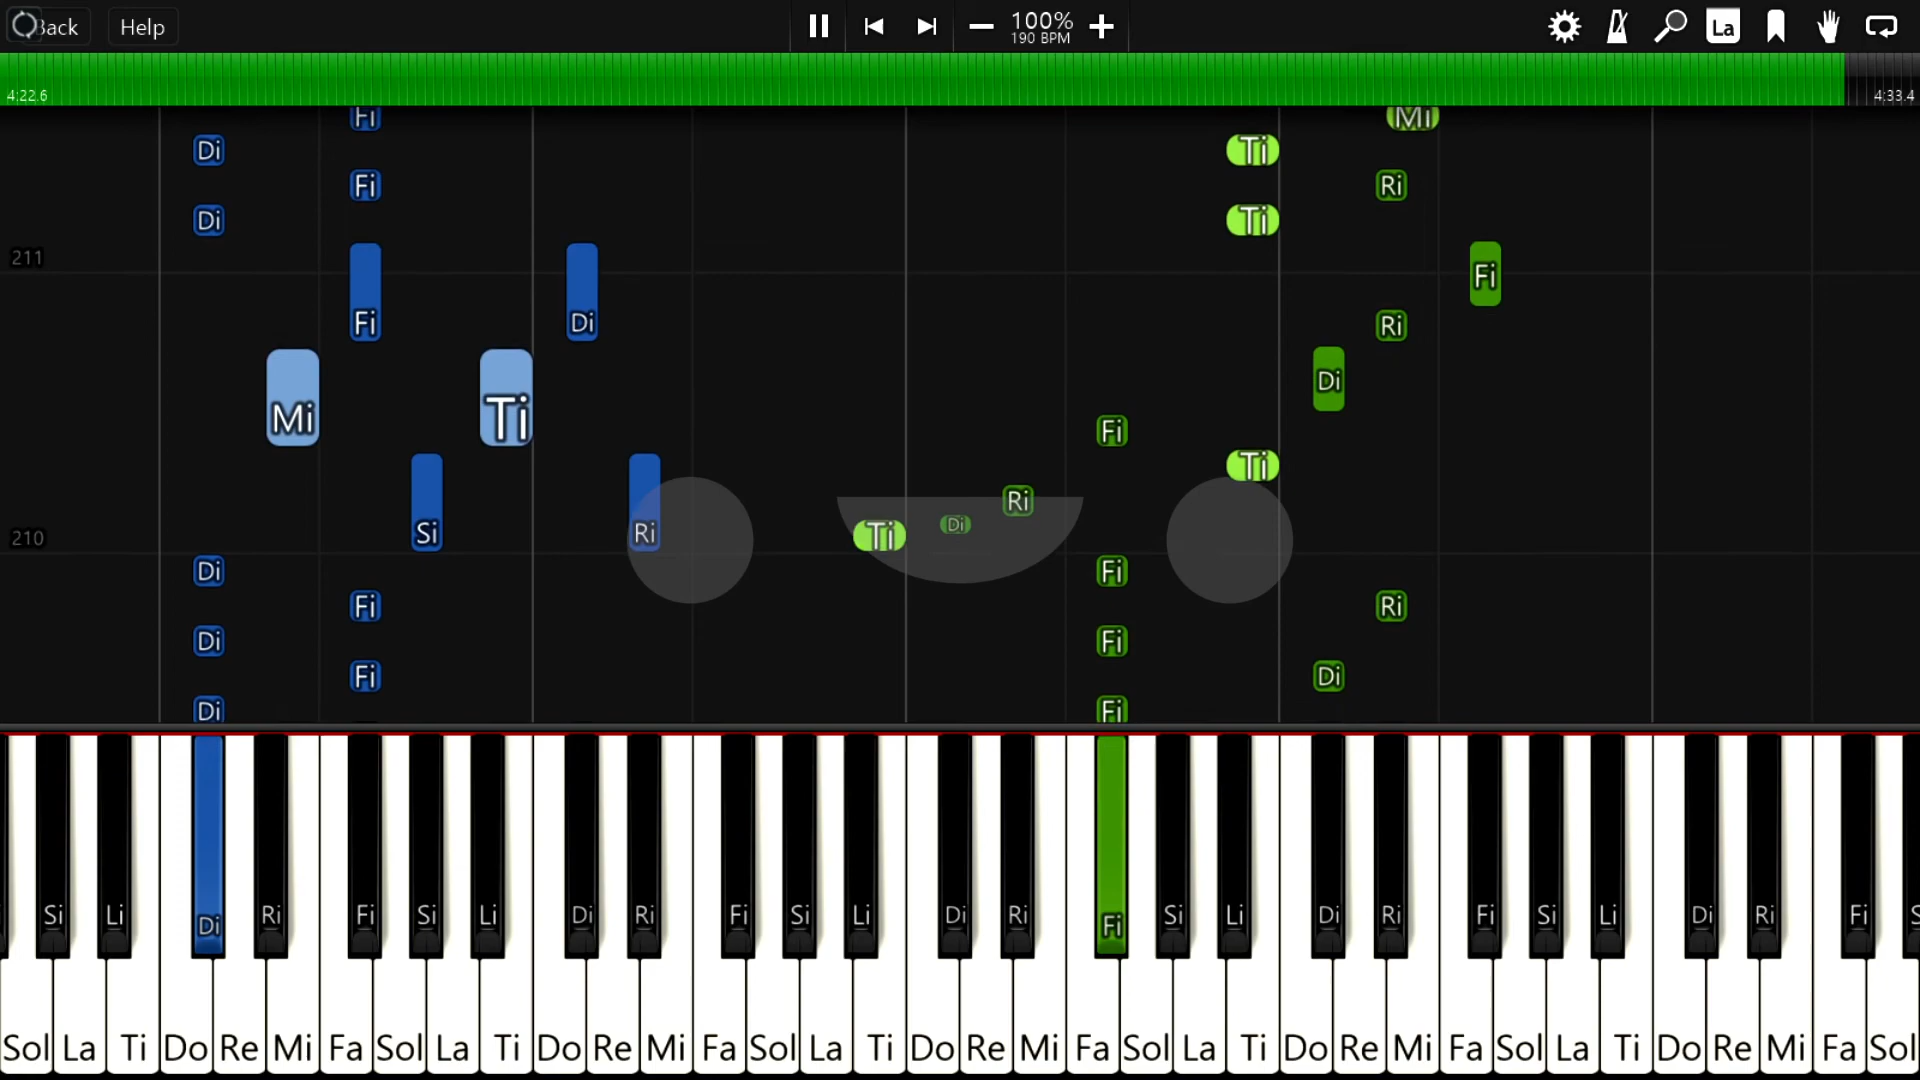 Back Help 100% La
190 BPM
4:22.6 4:33.4
Fi Mi
Di Ti
Fi Ri
Di Ti
211
Fi
Fi Di Ri
Di
Mi Ti
Fi
Ti
Ri
Di
Si Ri Ti
210
Di Fi
Fi Ri
Di Fi
Fi Di
Di Fi
Si Li Di Ri Fi Si Li Di Ri Fi Si Li Di Ri Fi Si Li Di Ri Fi Si Li Di Ri Fi S
Sol La Ti Do Re Mi Fa Sol La Ti Do Re Mi Fa Sol La Ti Do Re Mi Fa Sol La Ti Do Re Mi Fa Sol La Ti Do Re Mi Fa Sol